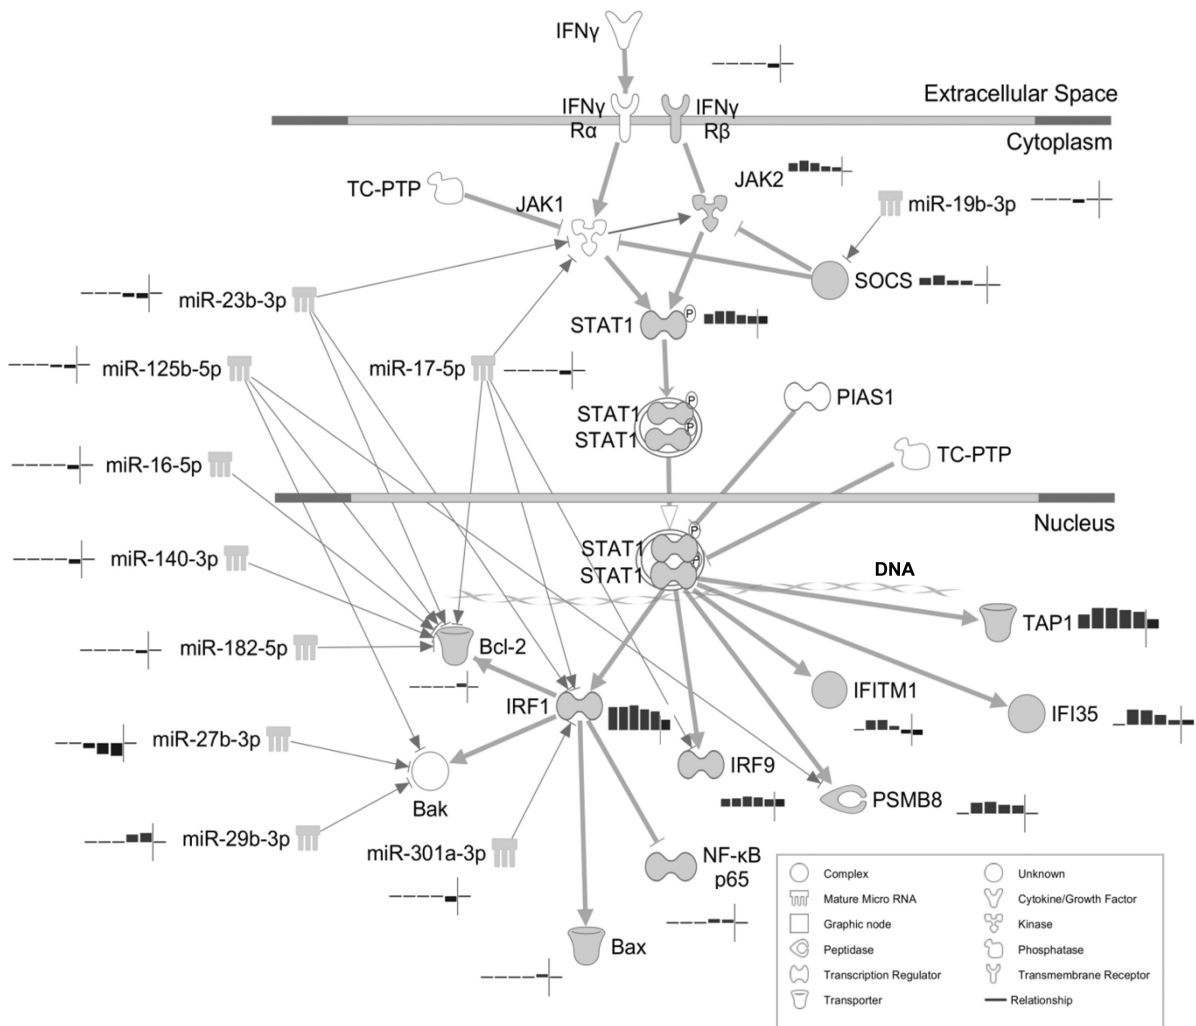 IFNγ
Extracellular Space
IFNγ
Rα
IFNγ
Rβ
Cytoplasm
TC-PTP
JAK1
JAK2
miR-19b-3p
SOCS
miR-23b-3p
STAT1
P
miR-125b-5p
miR-17-5p
PIAS1
STAT1
P
STAT1
P
TC-PTP
miR-16-5p
Nucleus
P
STAT1
P
STAT1
miR-140-3p
DNA
TAP1
miR-182-5p
Bcl-2
IFITM1
IRF1
IFI35
miR-27b-3p
IRF9
Bak
PSMB8
miR-29b-3p
miR-301a-3p
NF-κB
p65
Bax
Complex
Unknown
Mature Micro RNA
Cytokine/Growth Factor
Graphic node
Kinase
Peptidase
Phosphatase
Transcription Regulator
Transmembrane Receptor
Transporter
Relationship